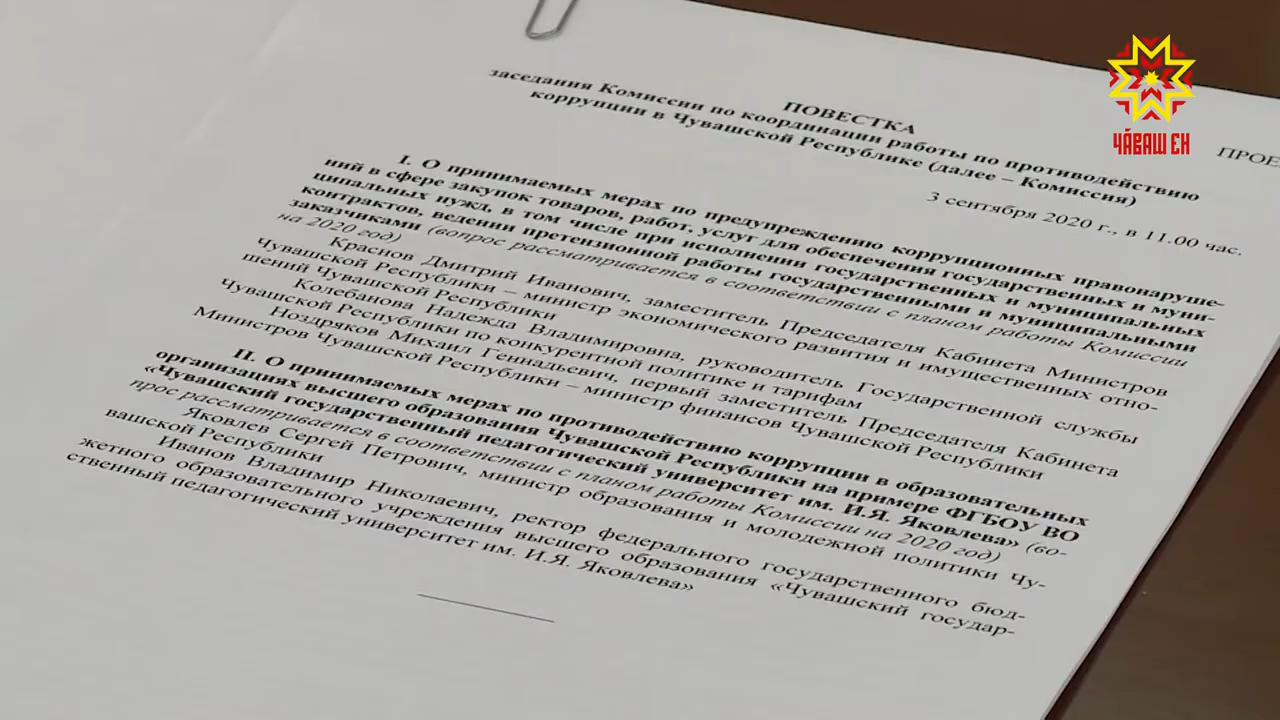 ЧӐВАШ ЕН
ПРОЕ
ПОВЕСТКА
заседания Комиссии по координации работы по противодействию
коррупции в Чувашской Республике (далее – Комиссия)
3 сентября 2020 г., в 11.00 час.
I. О принимаемых мерах по предупреждению коррупционных правонаруше-
ний в сфере закупок товаров, работ, услуг для обеспечения государственных и муни-
ципальных нужд, в том числе при исполнении государственных и муниципальных
контрактов, ведении претензионной работы государственными и муниципальными
заказчиками (вопрос рассматривается в соответствии с планом работы Комиссии
на 2020 год)
Краснов Дмитрий Иванович, заместитель Председателя Кабинета Министров
Чувашской Республики – министр экономического развития и имущественных отно-
шений Чувашской Республики
Колебанова Надежда Владимировна, руководитель Государственной службы
Чувашской Республики по конкурентной политике и тарифам
Ноздряков Михаил Геннадьевич, первый заместитель Председателя Кабинета
Министров Чувашской Республики – министр финансов Чувашской Республики
II. О принимаемых мерах по противодействию коррупции в образовательных
организациях высшего образования Чувашской Республики на примере ФГБОУ ВО
«Чувашский государственный педагогический университет им. И.Я. Яковлева» (во-
прос рассматривается в соответствии с планом работы Комиссии на 2020 год)
Яковлев Сергей Петрович, министр образования и молодежной политики Чу-
вашской Республики
Иванов Владимир Николаевич, ректор федерального государственного бюд-
жетного образовательного учреждения высшего образования «Чувашский государ-
ственный педагогический университет им. И.Я. Яковлева»